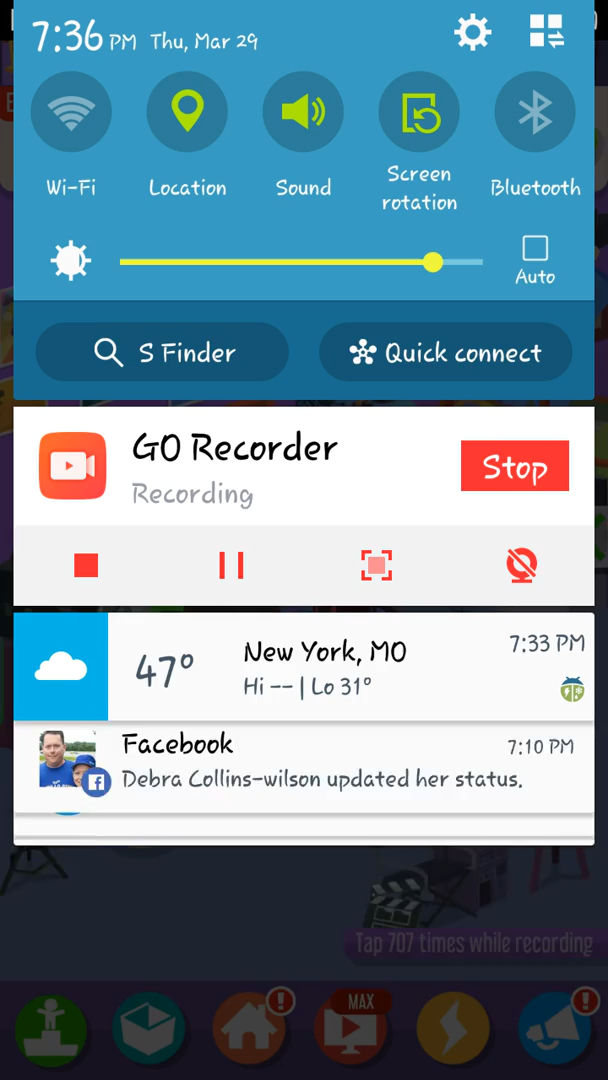 7:36 PM Thu, Mar 29
Wi-Fi
Location
Sound
Screen
rotation
Bluetooth
Auto
S Finder
Quick connect
GO Recorder
Recording
Stop
47°
New York, MO
Hi -- | Lo 31°
7:33 PM
Facebook
7:10 PM
Debra Collins-wilson updated her status.
Tap 707 times while recording
MAX